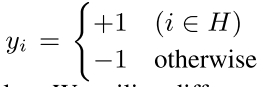 y_i = { +1 (i ∈ H)
−1 otherwise